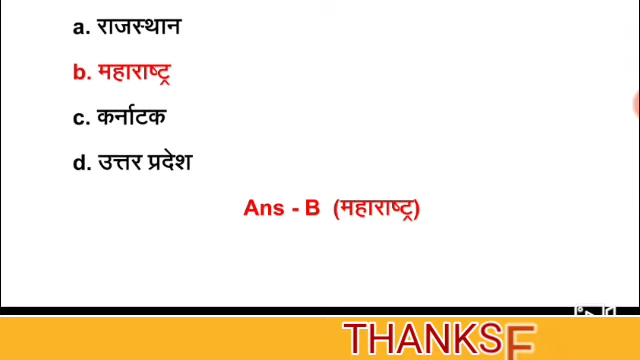 a. राजस्थान
b. महाराष्ट्र
c. कर्नाटक
d. उत्तर प्रदेश
Ans - B (महाराष्ट्र)
THANKS F